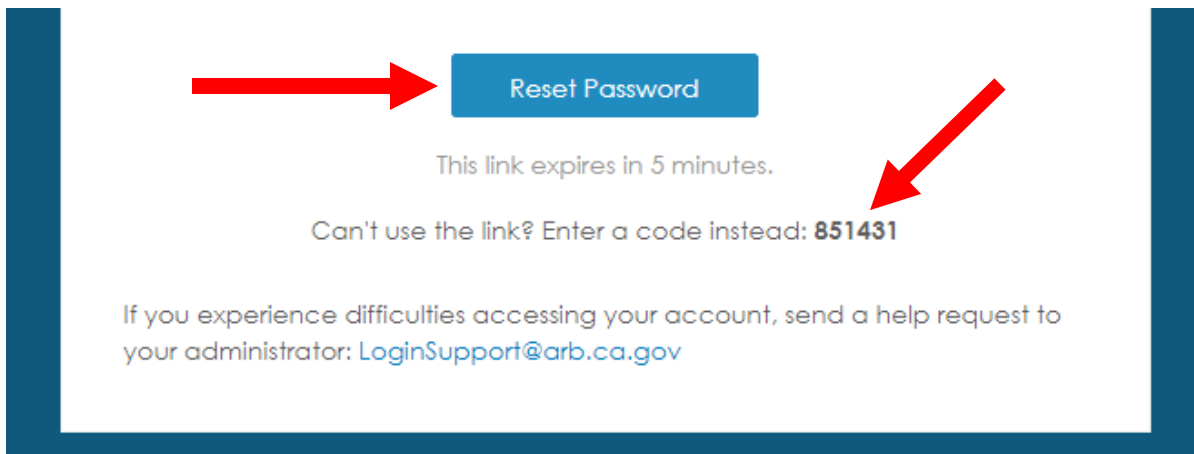 Reset Password
This link expires in 5 minutes.
Can't use the link? Enter a code instead: 851431
If you experience difficulties accessing your account, send a help request to
your administrator: LoginSupport@arb.ca.gov